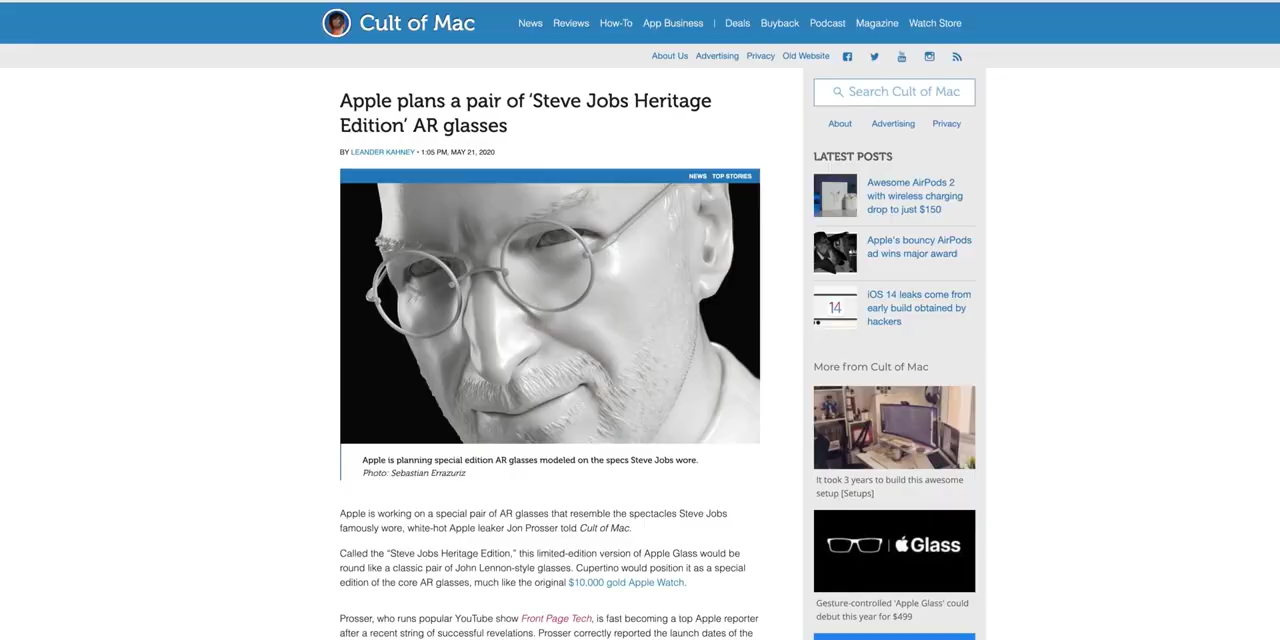 Cult of Mac
News Reviews How-To App Business | Deals Buyback Podcast Magazine Watch Store
About Us Advertising Privacy Old Website
Apple plans a pair of ‘Steve Jobs Heritage
Edition’ AR glasses
BY LEANDER KAHNEY • 1:05 PM, MAY 21, 2020
NEWS TOP STORIES
Apple is planning special edition AR glasses modeled on the specs Steve Jobs wore.
Photo: Sebastian Errazuriz
Apple is working on a special pair of AR glasses that resemble the spectacles Steve Jobs
famously wore, white-hot Apple leaker Jon Prosser told Cult of Mac.
Called the “Steve Jobs Heritage Edition,” this limited-edition version of Apple Glass would be
round like a classic pair of John Lennon-style glasses. Cupertino would position it as a special
edition of the core AR glasses, much like the original $10,000 gold Apple Watch.
Prosser, who runs popular YouTube show Front Page Tech, is fast becoming a top Apple reporter
after a recent string of successful revelations. Prosser correctly reported the launch dates of the
Search Cult of Mac
About Advertising Privacy
LATEST POSTS
Awesome AirPods 2
with wireless charging
drop to just $150
Apple's bouncy AirPods
ad wins major award
14
iOS 14 leaks come from
early build obtained by
hackers
More from Cult of Mac
It took 3 years to build this awesome
setup [Setups]
Glass
Gesture-controlled 'Apple Glass' could
debut this year for $499